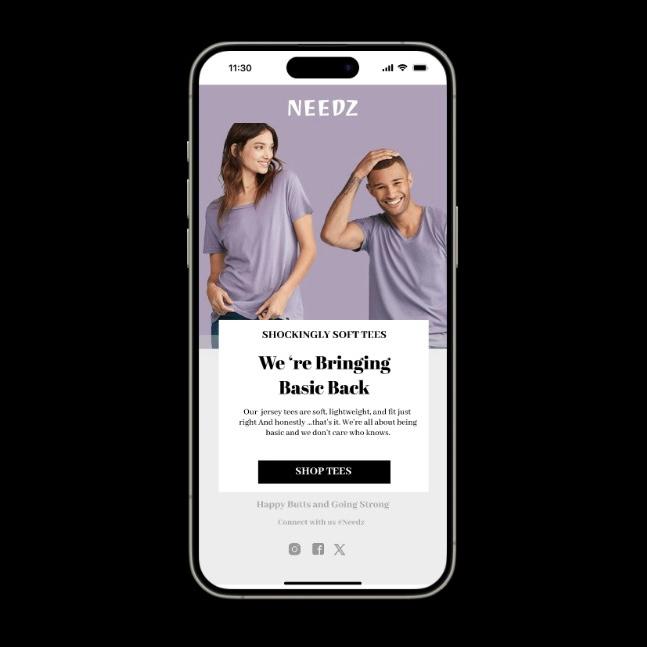 11:30
NEEDZ
SHOCKINGLY SOFT TEES
We ‘re Bringing
Basic Back
Our jersey tees are soft, lightweight, and fit just
right And honestly ...that's it. We're all about being
basic and we don't care who knows.
SHOP TEES
Happy Butts and Going Strong
Connect with us #Needz